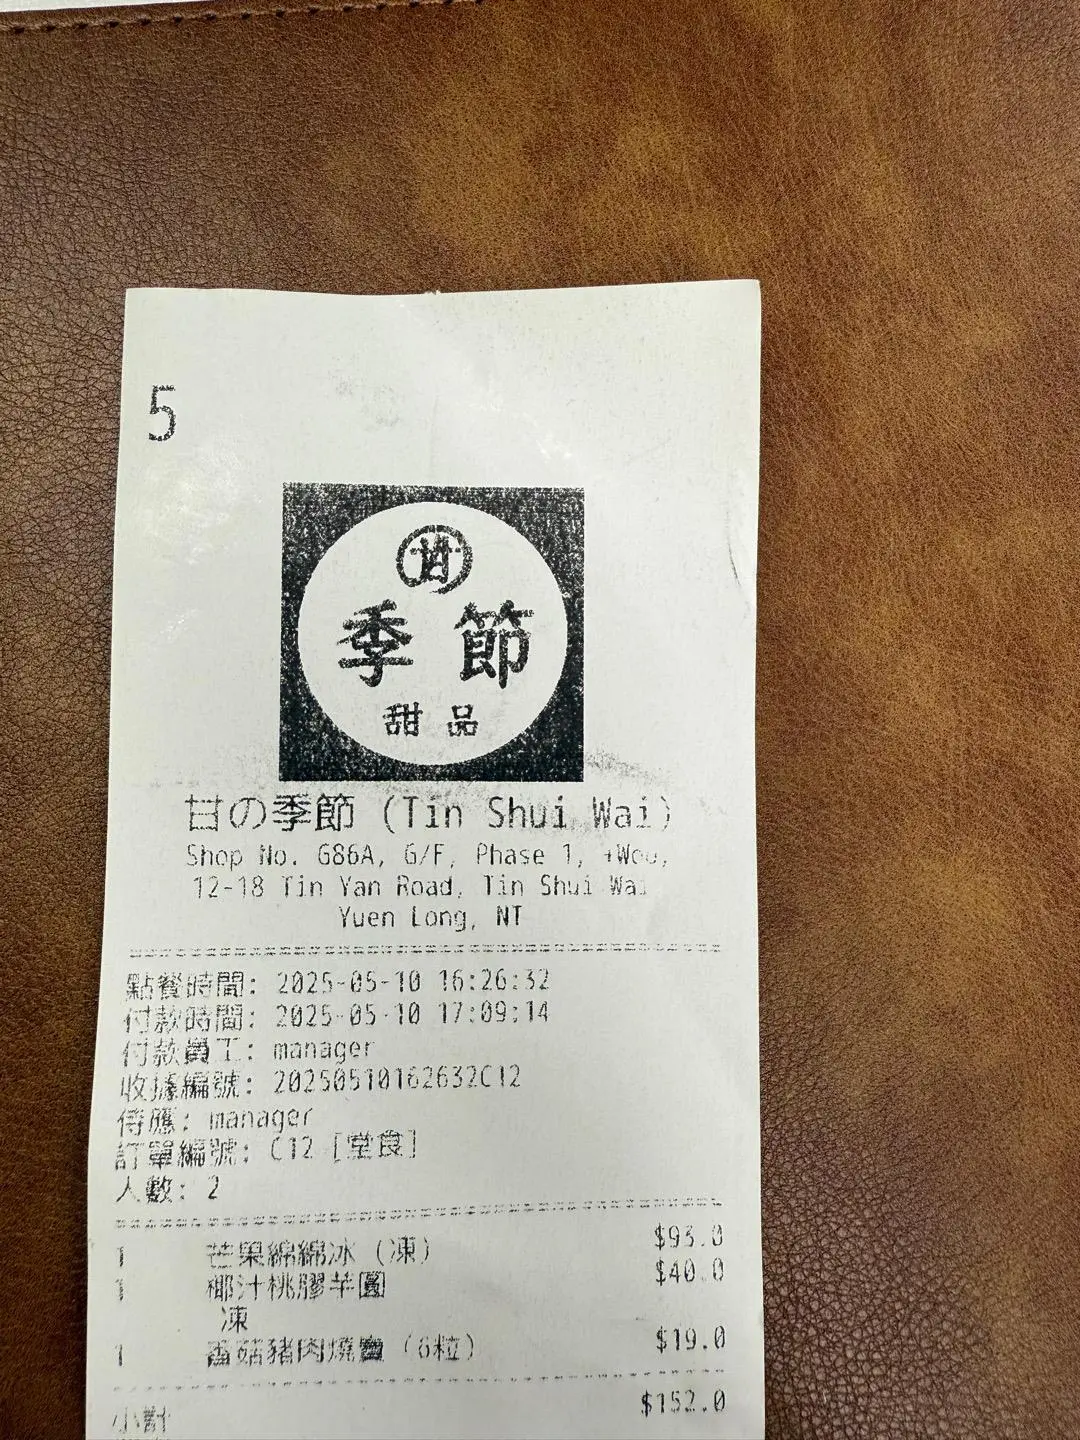 5
甘
季節
甜品
甘の季節 (Tin Shui Wai)
Shop No. G86A, G/F, Phase 1, +Woo,
12-18 Tin Yan Road, Tin Shui Wai
Yuen Long, NT
點餐時間: 2025-05-10 16:26:32
付款時間: 2025-05-10 17:09:14
付款員工: manager
收據編號: 20250510162632C12
侍應: manager
訂單編號: C12 [堂食]
人數: 2
1 芒果綿綿冰 (凍) $93.0
1 椰汁桃膠芋圓 $40.0
凍
1 香菇豬肉燒賣 (6粒) $19.0
小計 $152.0